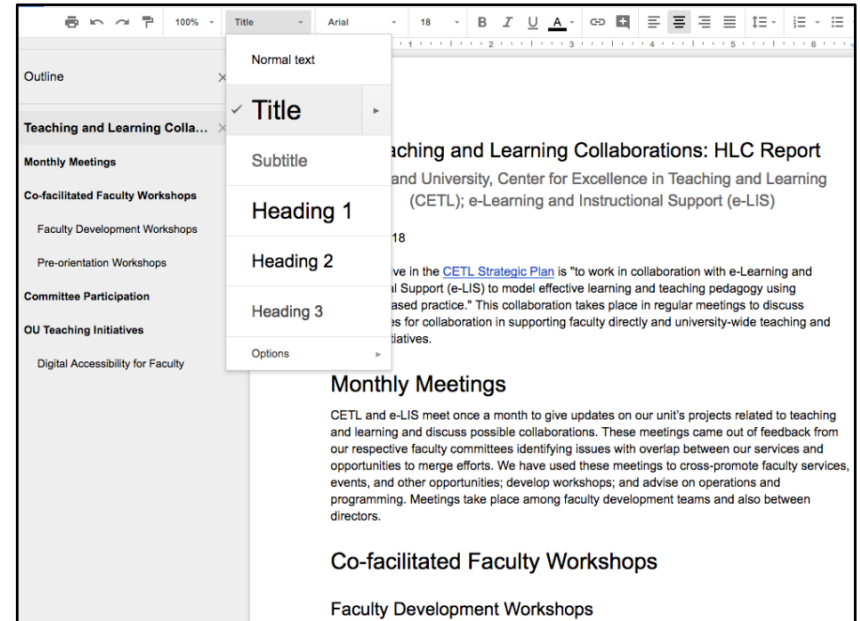 100% Title Arial 18 B I U A
1 2 3 4 5 6
Outline
Teaching and Learning Colla...
Monthly Meetings
Co-facilitated Faculty Workshops
Faculty Development Workshops
Pre-orientation Workshops
Committee Participation
OU Teaching Initiatives
Digital Accessibility for Faculty
Normal text
Title
Subtitle
Heading 1
Heading 2
Heading 3
Options
aching and Learning Collaborations: HLC Report
and University, Center for Excellence in Teaching and Learning
(CETL); e-Learning and Instructional Support (e-LIS)
18
ve in the CETL Strategic Plan is "to work in collaboration with e-Learning and
al Support (e-LIS) to model effective learning and teaching pedagogy using
ased practice." This collaboration takes place in regular meetings to discuss
es for collaboration in supporting faculty directly and university-wide teaching and
tiatives.
Monthly Meetings
CETL and e-LIS meet once a month to give updates on our unit's projects related to teaching
and learning and discuss possible collaborations. These meetings came out of feedback from
our respective faculty committees identifying issues with overlap between our services and
opportunities to merge efforts. We have used these meetings to cross-promote faculty services,
events, and other opportunities; develop workshops; and advise on operations and
programming. Meetings take place among faculty development teams and also between
directors.
Co-facilitated Faculty Workshops
Faculty Development Workshops